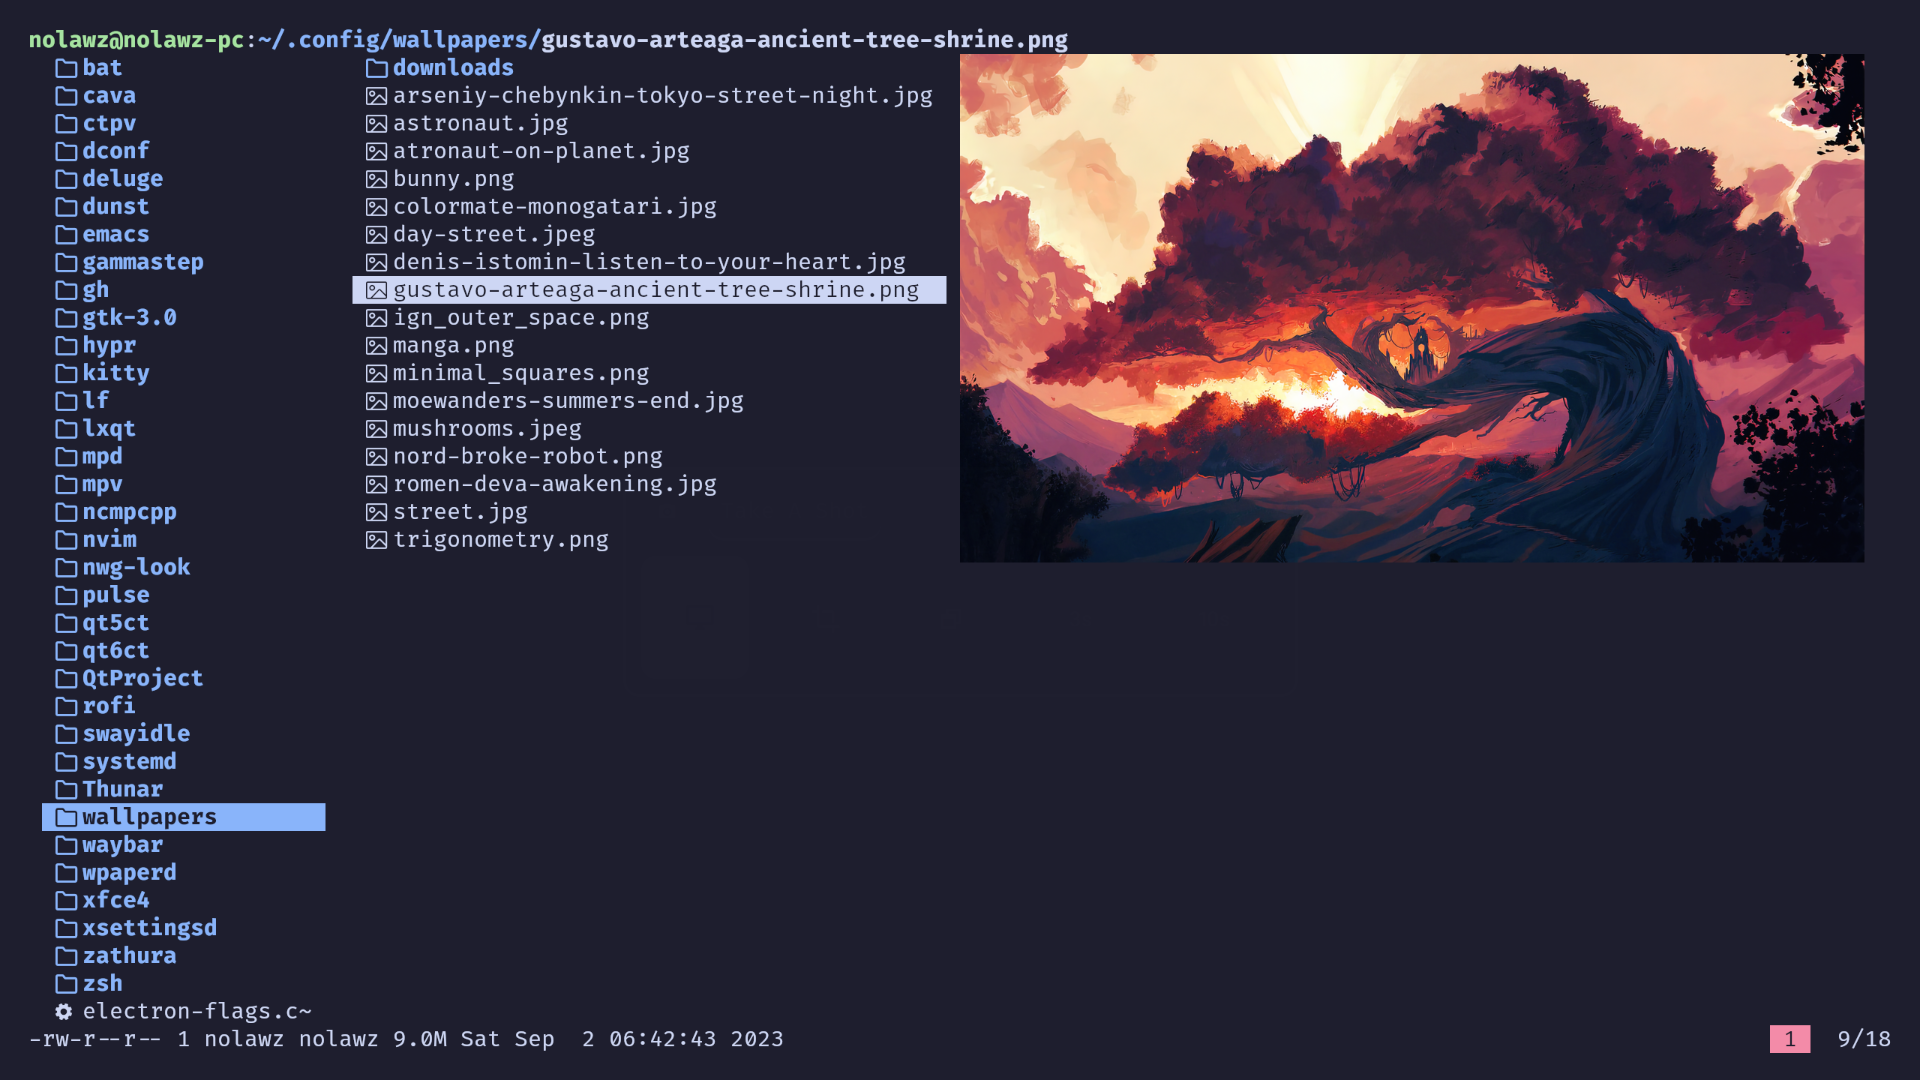 nolawz@nolawz-pc:~/.config/wallpapers/gustavo-arteaga-ancient-tree-shrine.png
bat
cava
ctpv
dconf
deluge
dunst
emacs
gammastep
gh
gtk-3.0
hypr
kitty
lf
lxqt
mpd
mpv
ncmpcpp
nvim
nwg-look
pulse
qt5ct
qt6ct
QtProject
rofi
swayidle
systemd
Thunar
wallpapers
waybar
wpaperd
xfce4
xsettingsd
zathura
zsh
electron-flags.c~
downloads
arseniy-chebynkin-tokyo-street-night.jpg
astronaut.jpg
atronaut-on-planet.jpg
bunny.png
colormate-monogatari.jpg
day-street.jpeg
denis-istomin-listen-to-your-heart.jpg
gustavo-arteaga-ancient-tree-shrine.png
ign_outer_space.png
manga.png
minimal_squares.png
moewanders-summers-end.jpg
mushrooms.jpeg
nord-broke-robot.png
romen-deva-awakening.jpg
street.jpg
trigonometry.png
-rw-r--r-- 1 nolawz nolawz 9.0M Sat Sep  2 06:42:43 2023
1 9/18